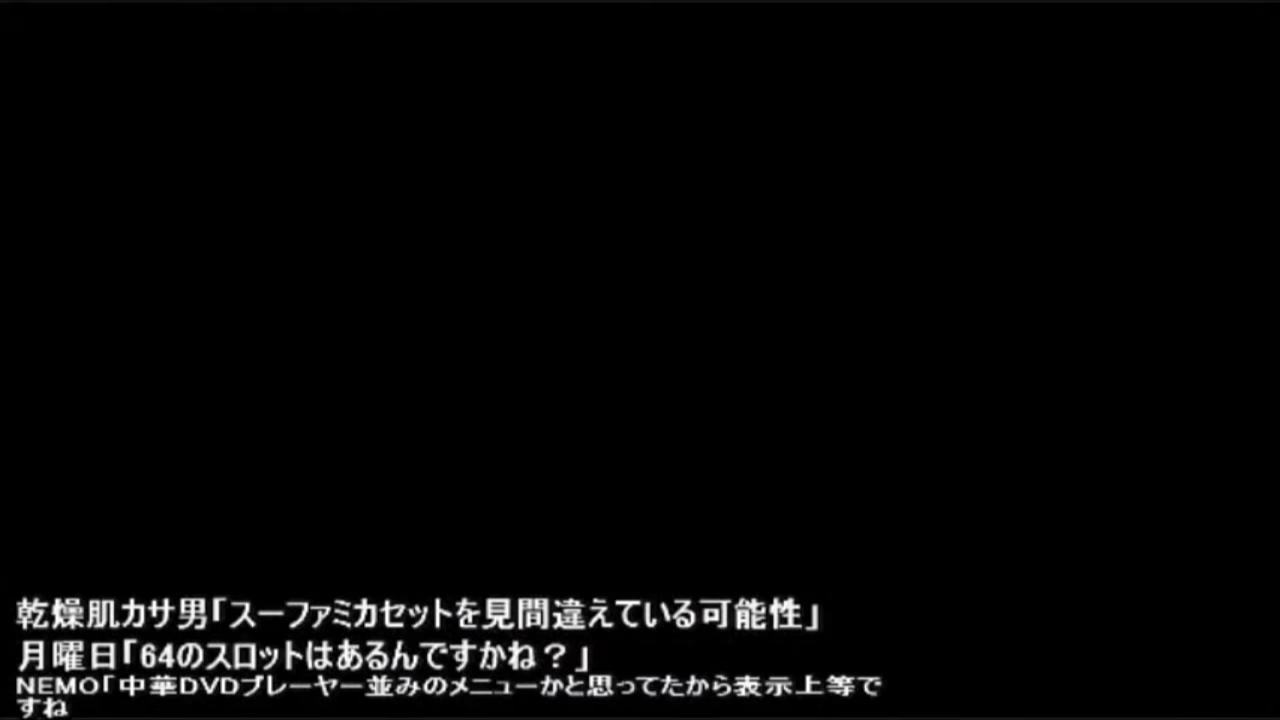 乾燥肌カサ男「スーファミカセットを見間違えている可能性」
月曜日「64のスロットはあるんですかね？」
NEMO「中華DVDプレーヤー並みのメニューかと思ってたから表示上等で
すね